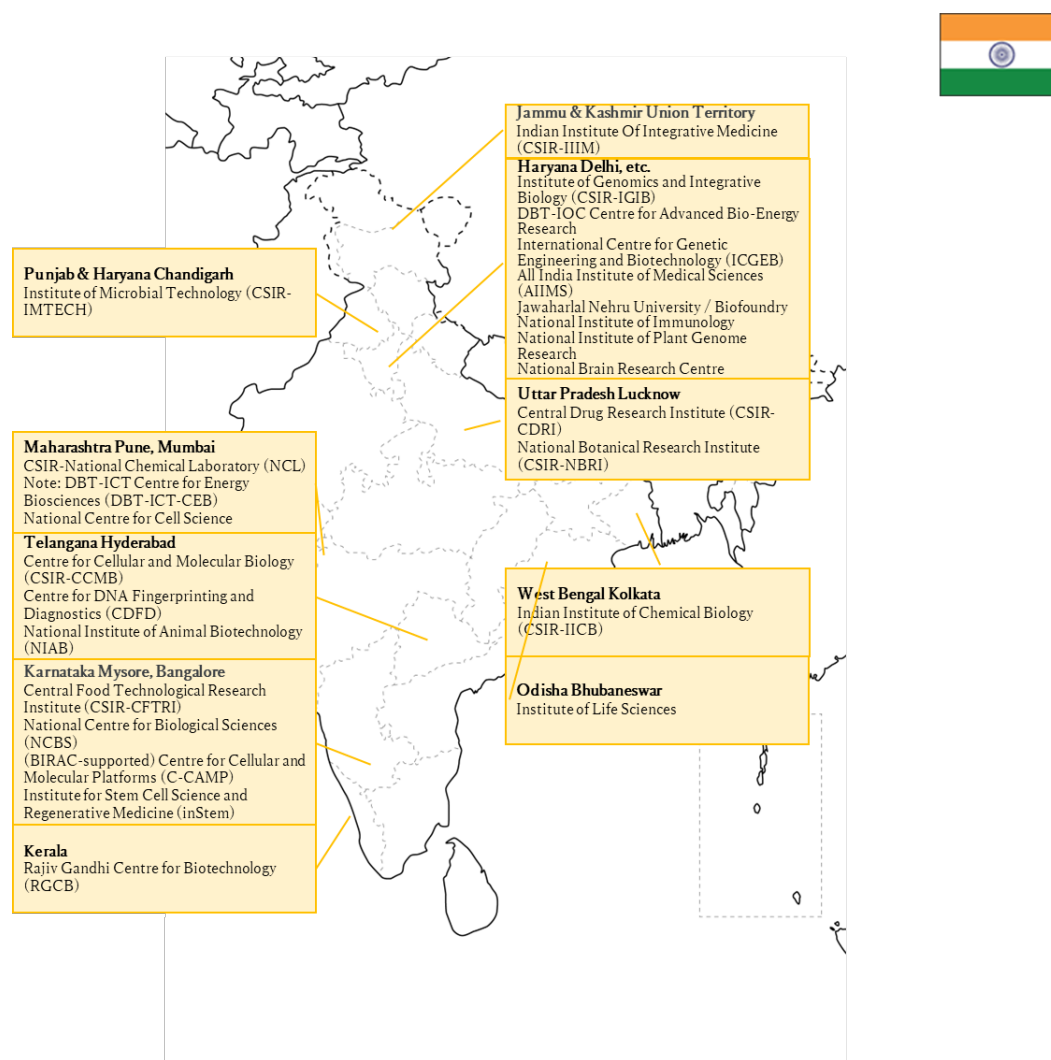 Jammu & Kashmir Union Territory
Indian Institute Of Integrative Medicine
(CSIR-IIIM)
Haryana Delhi, etc.
Institute of Genomics and Integrative
Biology (CSIR-IGIB)
DBT-IOC Centre for Advanced Bio-Energy
Research
International Centre for Genetic
Engineering and Biotechnology (ICGEB)
All India Institute of Medical Sciences
(AIIMS)
Jawaharlal Nehru University / Biofoundry
National Institute of Immunology
National Institute of Plant Genome
Research
National Brain Research Centre
Punjab & Haryana Chandigarh
Institute of Microbial Technology (CSIR-
IMTECH)
Uttar Pradesh Lucknow
Central Drug Research Institute (CSIR-
CDRI)
National Botanical Research Institute
(CSIR-NBRI)
Maharashtra Pune, Mumbai
CSIR-National Chemical Laboratory (NCL)
Note: DBT-ICT Centre for Energy
Biosciences (DBT-ICT-CEB)
National Centre for Cell Science
Telangana Hyderabad
Centre for Cellular and Molecular Biology
(CSIR-CCMB)
Centre for DNA Fingerprinting and
Diagnostics (CDFD)
National Institute of Animal Biotechnology
(NIAB)
West Bengal Kolkata
Indian Institute of Chemical Biology
(CSIR-IICB)
Karnataka Mysore, Bangalore
Central Food Technological Research
Institute (CSIR-CFTRI)
National Centre for Biological Sciences
(NCBS)
(BIRAC-supported) Centre for Cellular and
Molecular Platforms (C-CAMP)
Institute for Stem Cell Science and
Regenerative Medicine (inStem)
Odisha Bhubaneswar
Institute of Life Sciences
Kerala
Rajiv Gandhi Centre for Biotechnology
(RGCB)